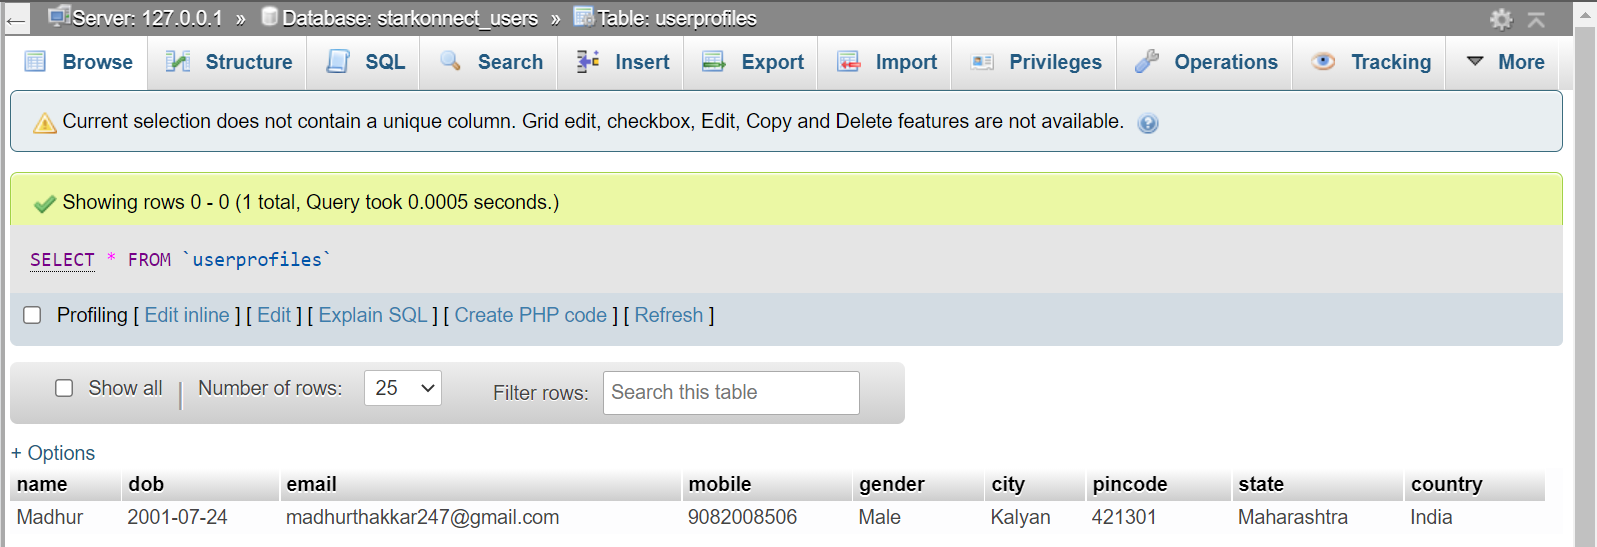 ← Server: 127.0.0.1 » Database: starkonnect_users » Table: userprofiles
Browse Structure SQL Search Insert Export Import Privileges Operations Tracking More
Current selection does not contain a unique column. Grid edit, checkbox, Edit, Copy and Delete features are not available.
Showing rows 0 - 0 (1 total, Query took 0.0005 seconds.)
SELECT * FROM `userprofiles`
Profiling [ Edit inline ] [ Edit ] [ Explain SQL ] [ Create PHP code ] [ Refresh ]
Show all | Number of rows: 25 Filter rows: Search this table
+ Options
name dob email mobile gender city pincode state country
Madhur 2001-07-24 madhurthakkar247@gmail.com 9082008506 Male Kalyan 421301 Maharashtra India